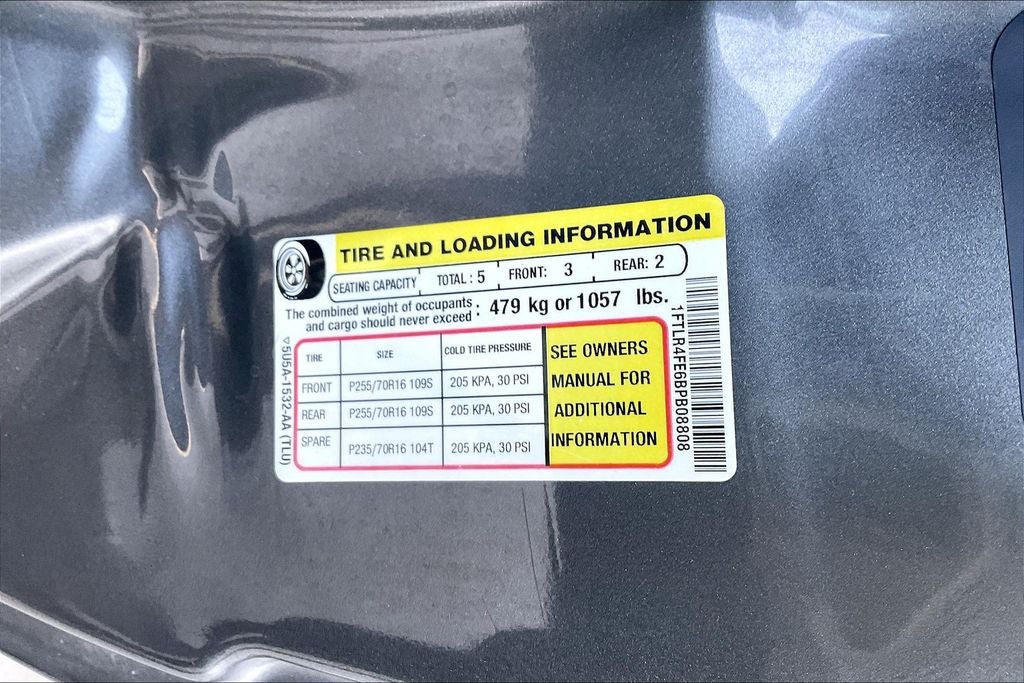 TIRE AND LOADING INFORMATION
SEATING CAPACITY TOTAL : 5 FRONT: 3 REAR: 2
The combined weight of occupants
and cargo should never exceed : 479 kg or 1057 lbs.
TIRE SIZE COLD TIRE PRESSURE
FRONT P255/70R16 109S 205 KPA, 30 PSI
REAR P255/70R16 109S 205 KPA, 30 PSI
SPARE P235/70R16 104T 205 KPA, 30 PSI
SEE OWNERS
MANUAL FOR
ADDITIONAL
INFORMATION
5U5A-1532-AA (TLU)
1FTLR4FE6BPB08808